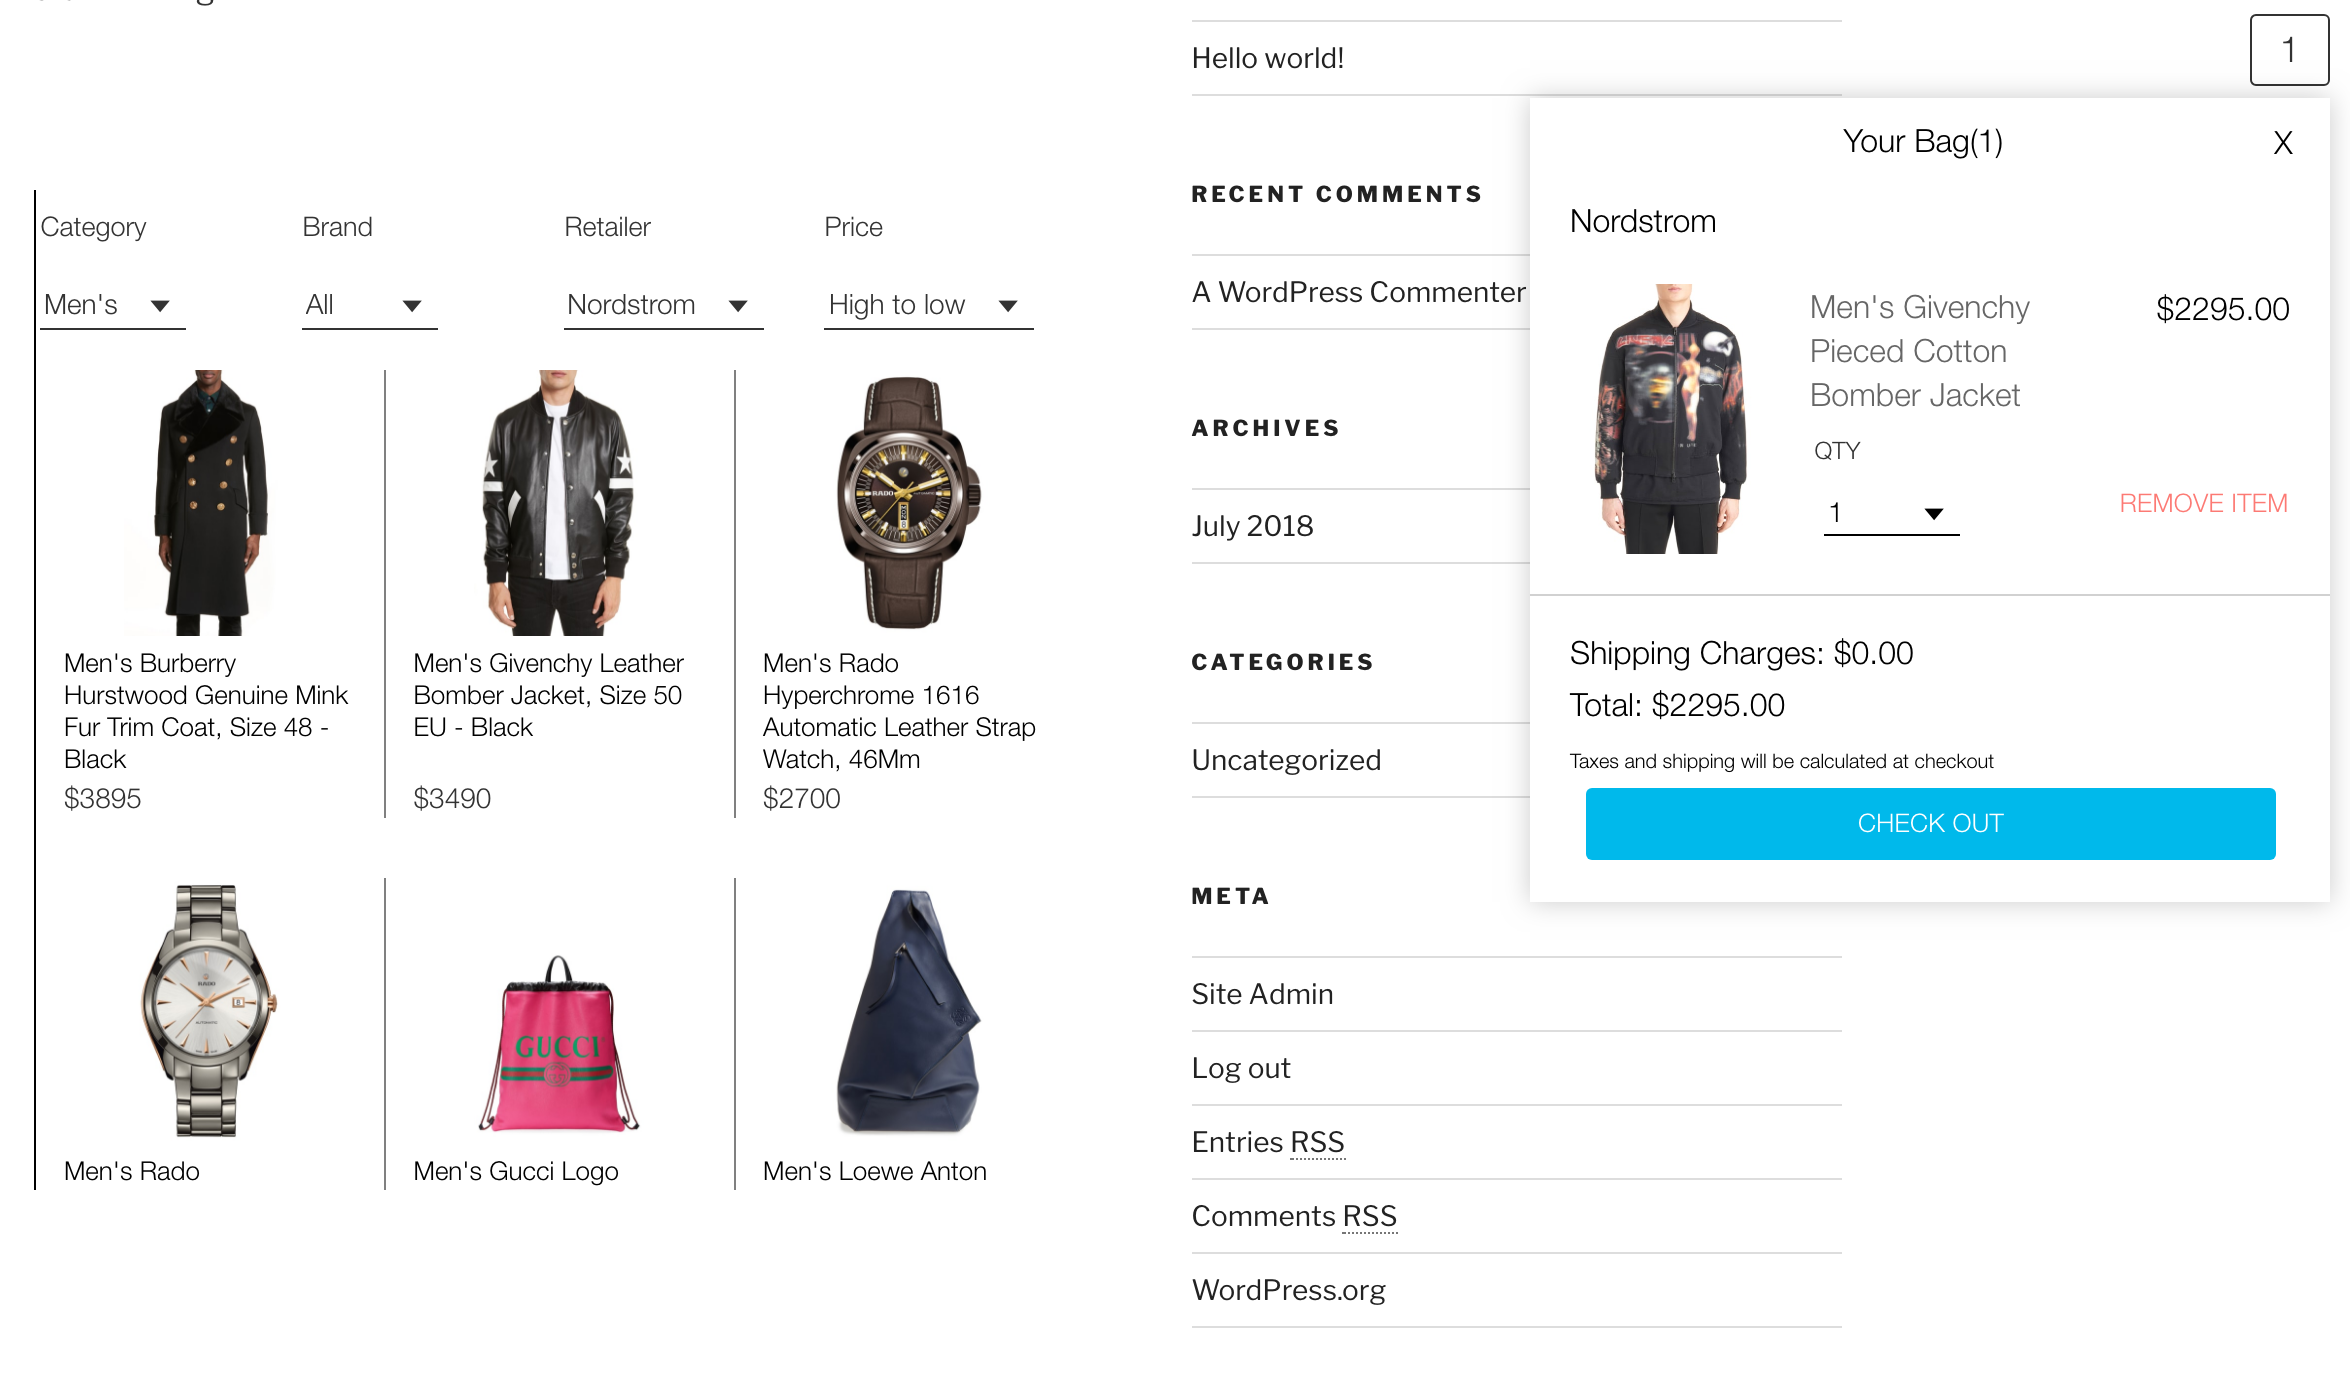 Category
Brand
Retailer
Price
Men's
All
Nordstrom
High to low
Men's Burberry
Hurstwood Genuine Mink
Fur Trim Coat, Size 48 -
Black
$3895
Men's Givenchy Leather
Bomber Jacket, Size 50
EU - Black
$3490
RADO
Men's Rado
Hyperchrome 1616
Automatic Leather Strap
Watch, 46Mm
$2700
RADO
Men's Rado
GUCCI
Men's Gucci Logo
Men's Loewe Anton
Hello world!
RECENT COMMENTS
A WordPress Commenter
ARCHIVES
July 2018
CATEGORIES
Uncategorized
META
Site Admin
Log out
Entries RSS
Comments RSS
WordPress.org
1
Your Bag(1)
X
Nordstrom
Men's Givenchy
Pieced Cotton
Bomber Jacket
$2295.00
QTY
1
REMOVE ITEM
Shipping Charges: $0.00
Total: $2295.00
Taxes and shipping will be calculated at checkout
CHECK OUT